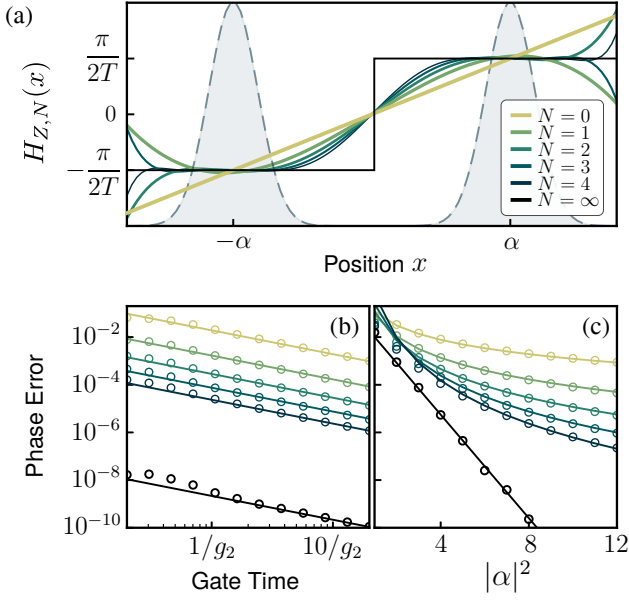 (a)
H_{Z,N}(x)
π/2T
0
−π/2T
N = 0
N = 1
N = 2
N = 3
N = 4
N = ∞
−α
α
Position x
(b)
(c)
Phase Error
10^{-2}
10^{-4}
10^{-6}
10^{-8}
10^{-10}
1/g_2
10/g_2
4
8
12
Gate Time
|α|^2